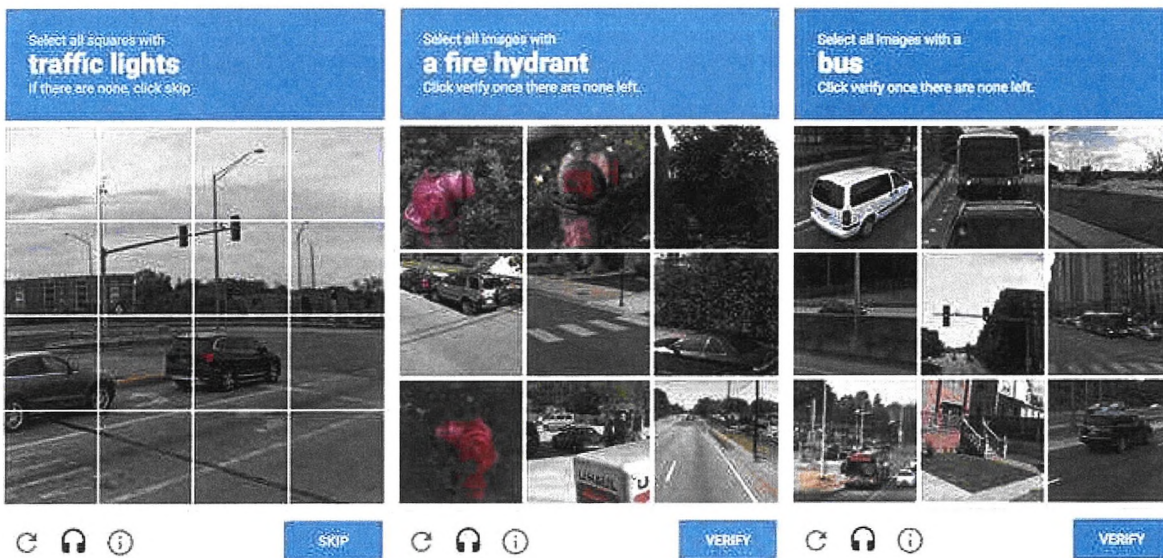 Select all squares with
traffic lights
If there are none, click skip
SKIP
Select all images with
a fire hydrant
Click verify once there are none left.
VERIFY
Select all images with a
bus
Click verify once there are none left.
VERIFY